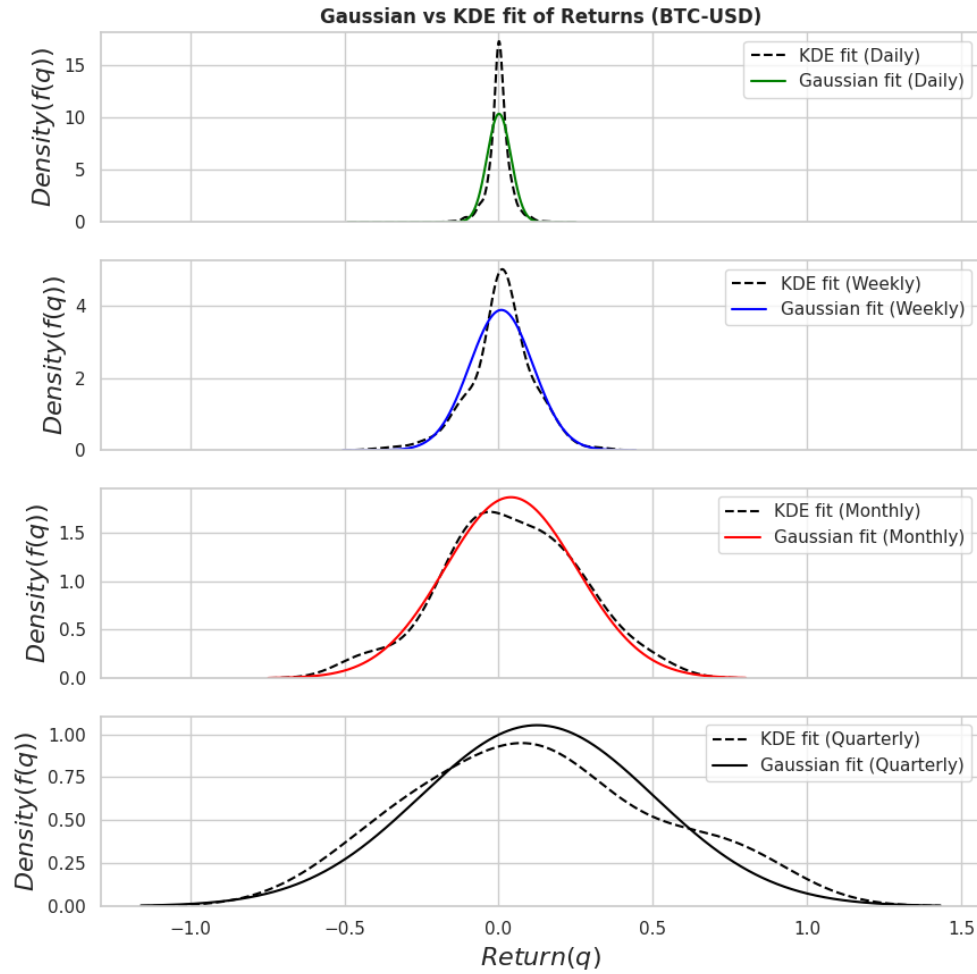 Gaussian vs KDE fit of Returns (BTC-USD)
Density(f(q))
15
10
5
0
KDE fit (Daily)
Gaussian fit (Daily)
Density(f(q))
4
2
0
KDE fit (Weekly)
Gaussian fit (Weekly)
Density(f(q))
1.5
1.0
0.5
0.0
KDE fit (Monthly)
Gaussian fit (Monthly)
Density(f(q))
1.00
0.75
0.50
0.25
0.00
KDE fit (Quarterly)
Gaussian fit (Quarterly)
−1.0 −0.5 0.0 0.5 1.0 1.5
Return(q)